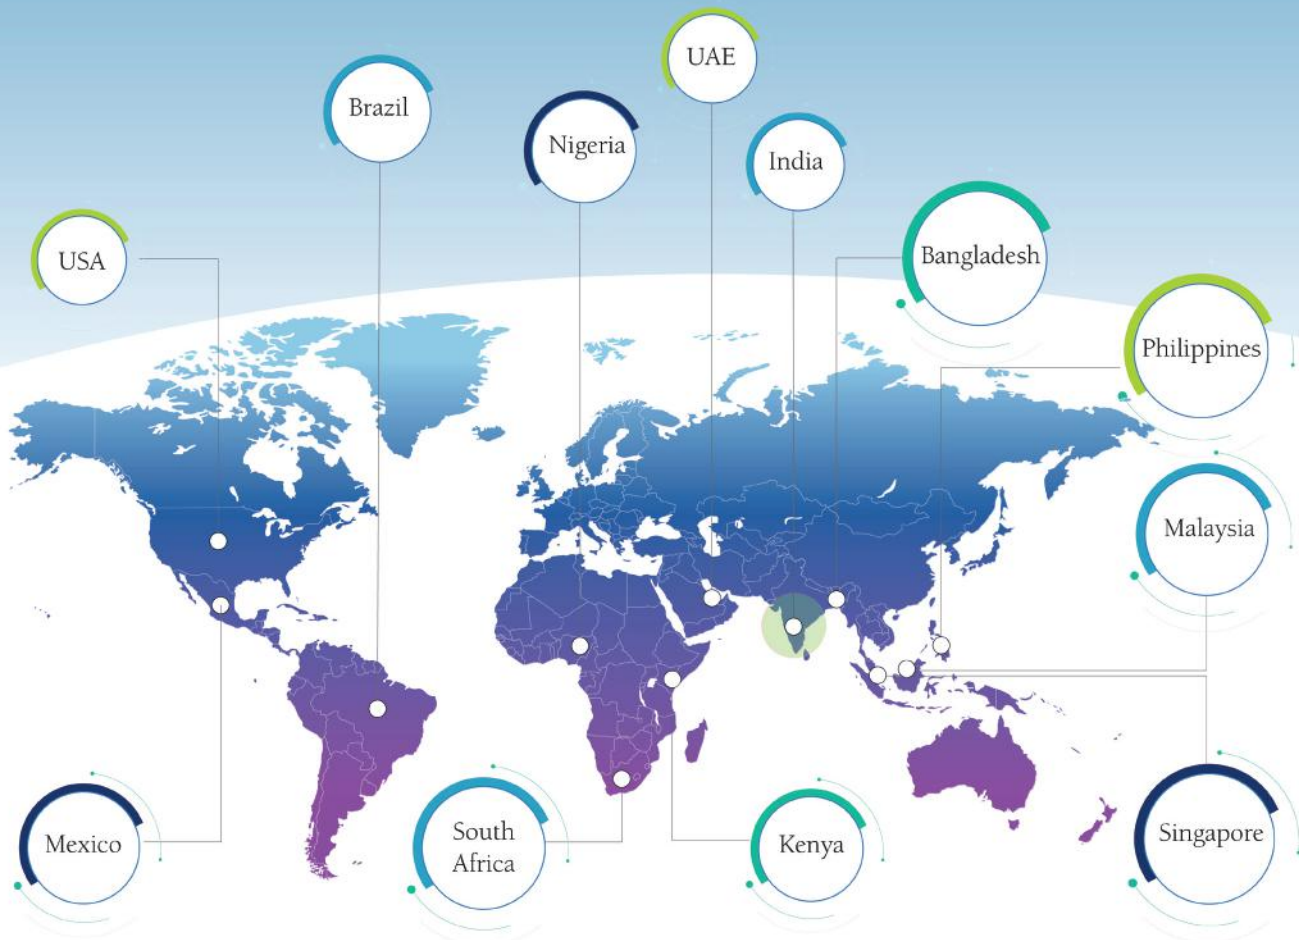 UAE
Brazil
Nigeria
India
USA
Bangladesh
Philippines
Malaysia
Mexico
South
Africa
Kenya
Singapore